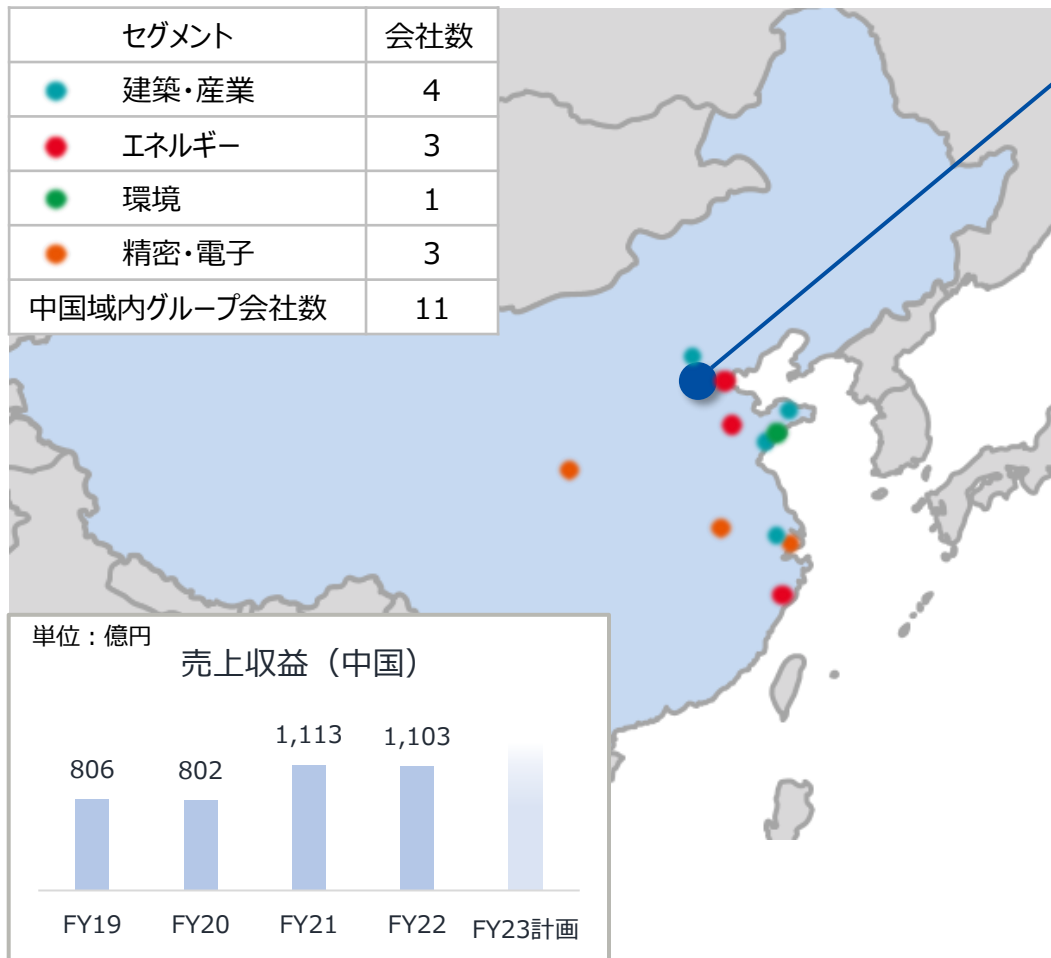 セグメント 会社数
建築・産業 4
エネルギー 3
環境 1
精密・電子 3
中国域内グループ会社数 11
単位：億円
売上収益（中国）
806 802 1,113 1,103
FY19 FY20 FY21 FY22 FY23計画